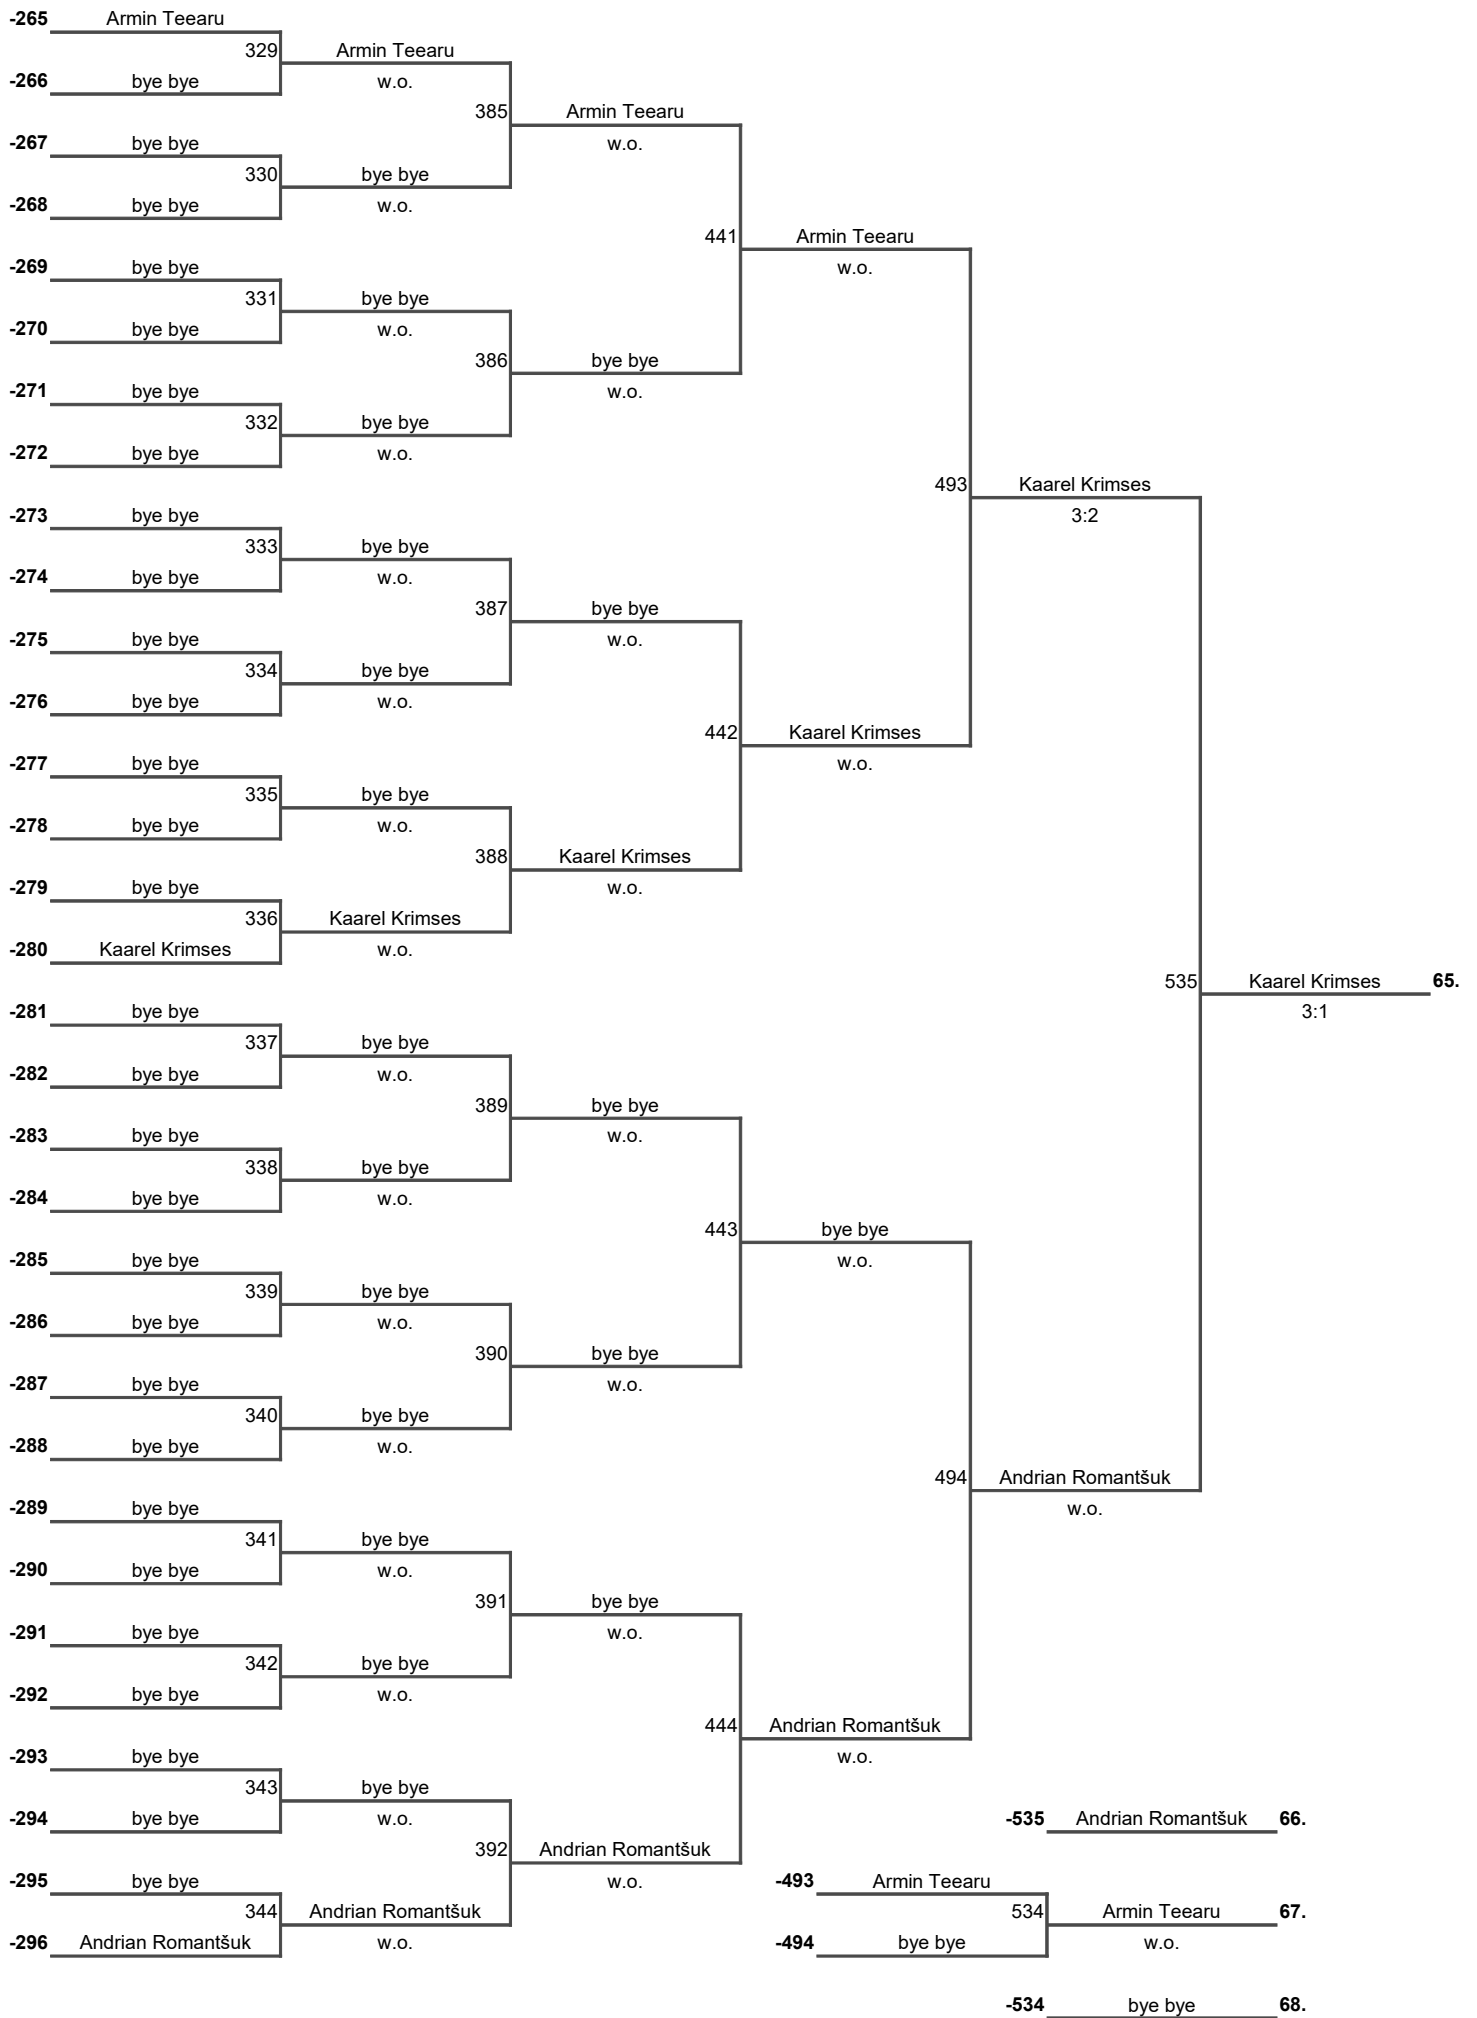 -265 Armin Teearu
329 Armin Teearu
-266 bye bye w.o.
385 Armin Teearu
-267 bye bye w.o.
330 bye bye
-268 bye bye w.o.
441 Armin Teearu
-269 bye bye w.o.
331 bye bye
-270 bye bye w.o.
386 bye bye
-271 bye bye w.o.
332 bye bye
-272 bye bye w.o.
493 Kaarel Krimses
-273 bye bye 3:2
333 bye bye
-274 bye bye w.o.
387 bye bye
-275 bye bye w.o.
334 bye bye
-276 bye bye w.o.
442 Kaarel Krimses
-277 bye bye w.o.
335 bye bye
-278 bye bye w.o.
388 Kaarel Krimses
-279 bye bye w.o.
336 Kaarel Krimses
-280 Kaarel Krimses w.o.
535 Kaarel Krimses 65.
-281 bye bye 3:1
337 bye bye
-282 bye bye w.o.
389 bye bye
-283 bye bye w.o.
338 bye bye
-284 bye bye w.o.
443 bye bye
-285 bye bye w.o.
339 bye bye
-286 bye bye w.o.
390 bye bye
-287 bye bye w.o.
340 bye bye
-288 bye bye w.o.
494 Andrian Romantšuk
-289 bye bye w.o.
341 bye bye
-290 bye bye w.o.
391 bye bye
-291 bye bye w.o.
342 bye bye
-292 bye bye w.o.
444 Andrian Romantšuk
-293 bye bye w.o.
343 bye bye
-294 bye bye w.o. -535 Andrian Romantšuk 66.
392 Andrian Romantšuk
-295 bye bye w.o. -493 Armin Teearu
344 Andrian Romantšuk 534 Armin Teearu 67.
-296 Andrian Romantšuk w.o. -494 bye bye w.o.
-534 bye bye 68.